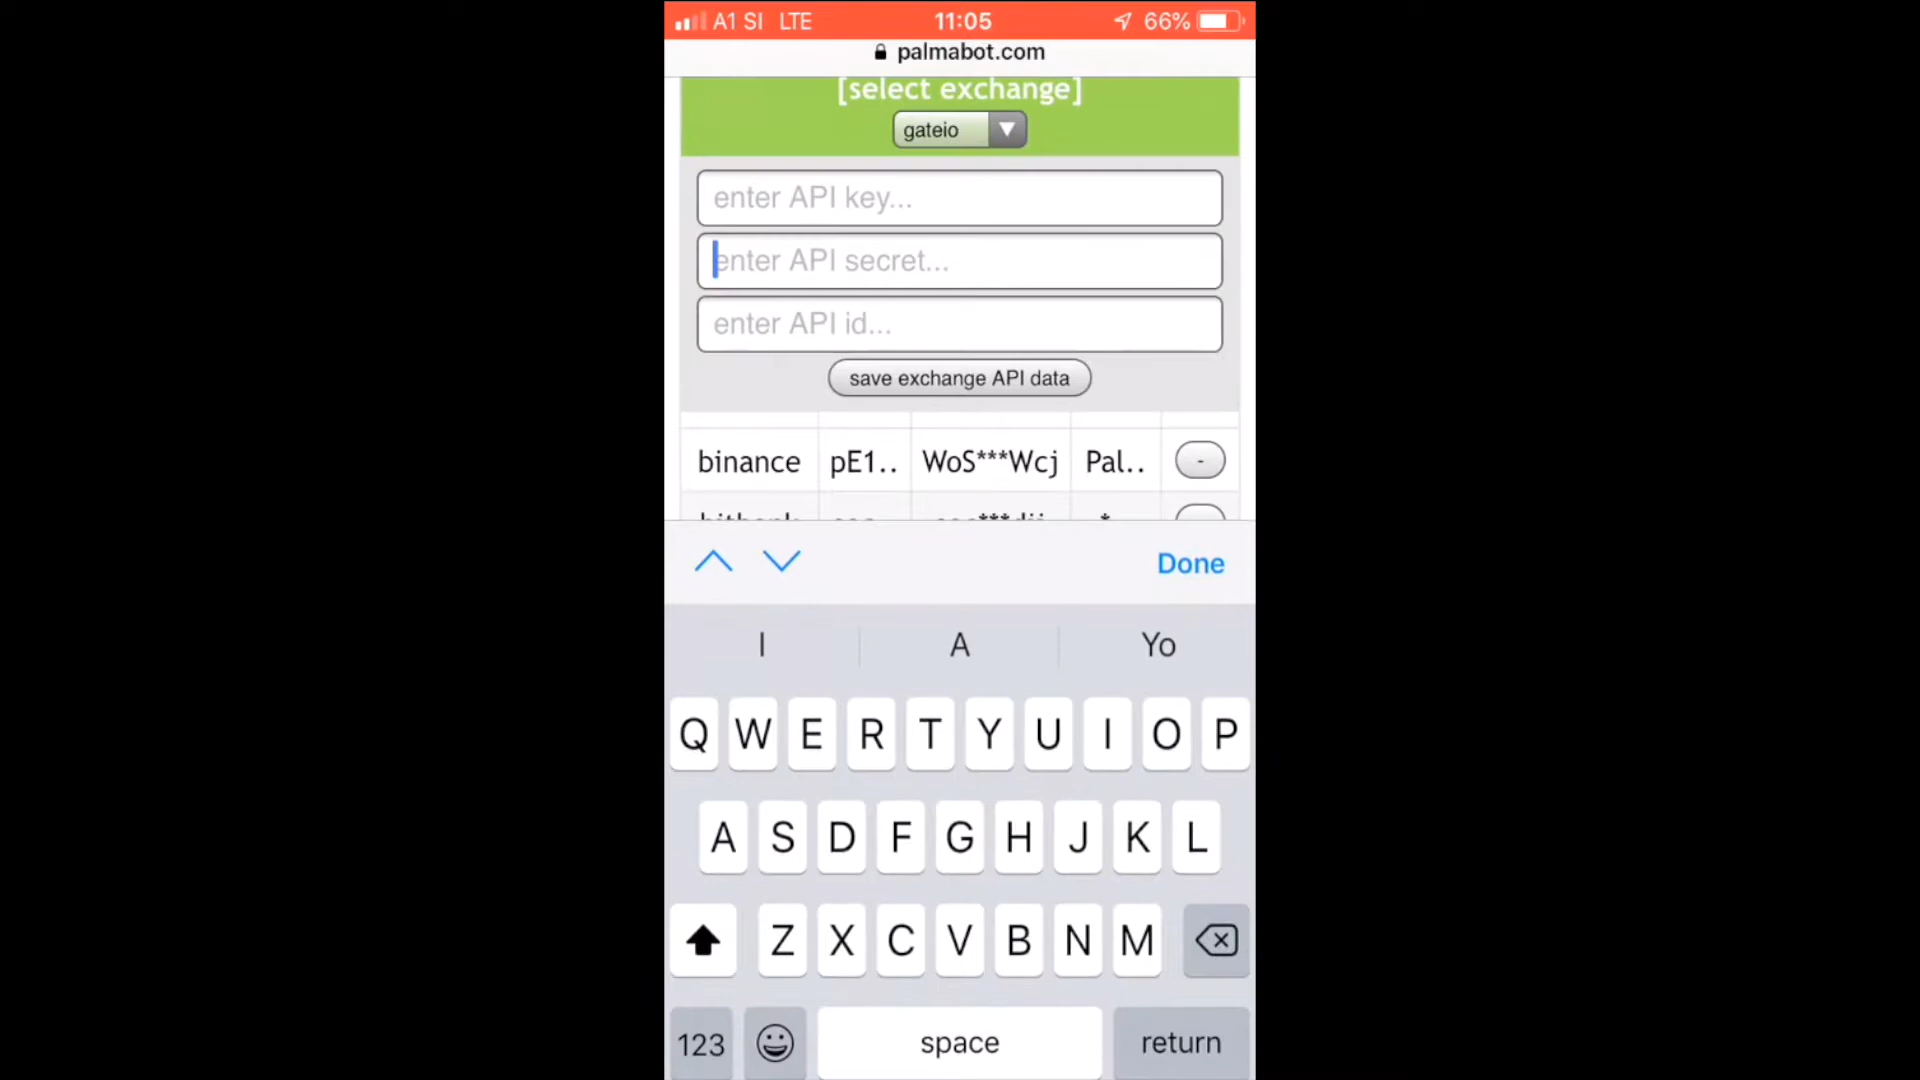 A1 SI LTE 11:05 66%
palmabot.com
[select exchange]
gateio
enter API key...
enter API secret...
enter API id...
save exchange API data
binance pE1.. WoS***Wcj Pal.. -
Done
I A Yo
Q W E R T Y U I O P
A S D F G H J K L
Z X C V B N M
123 space return